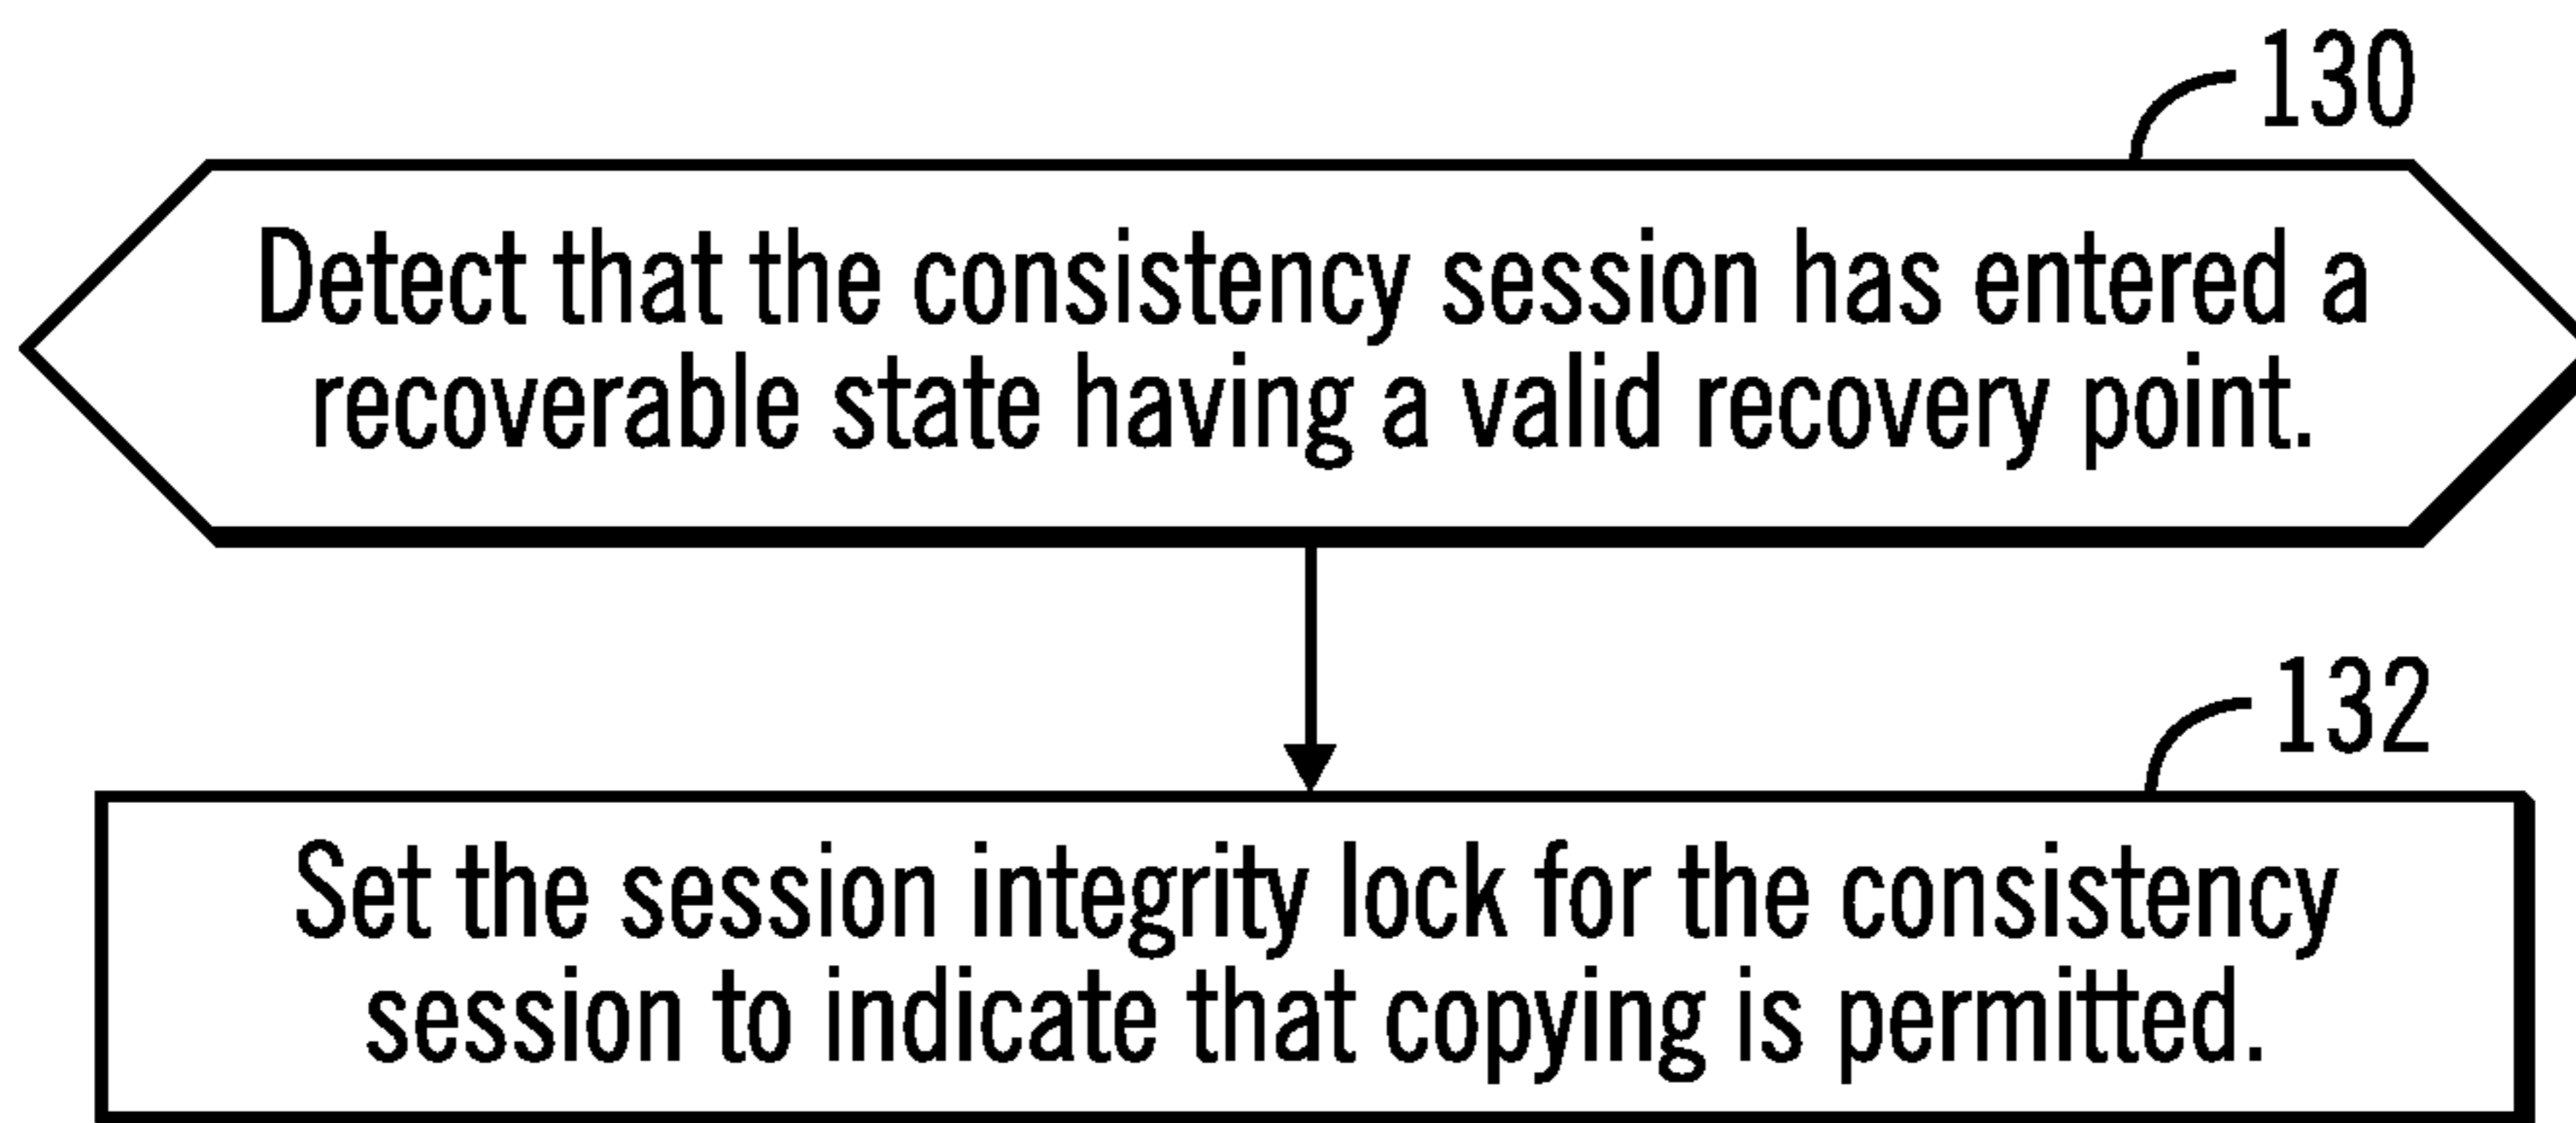 130
Detect that the consistency session has entered a
recoverable state having a valid recovery point.
132
Set the session integrity lock for the consistency
session to indicate that copying is permitted.